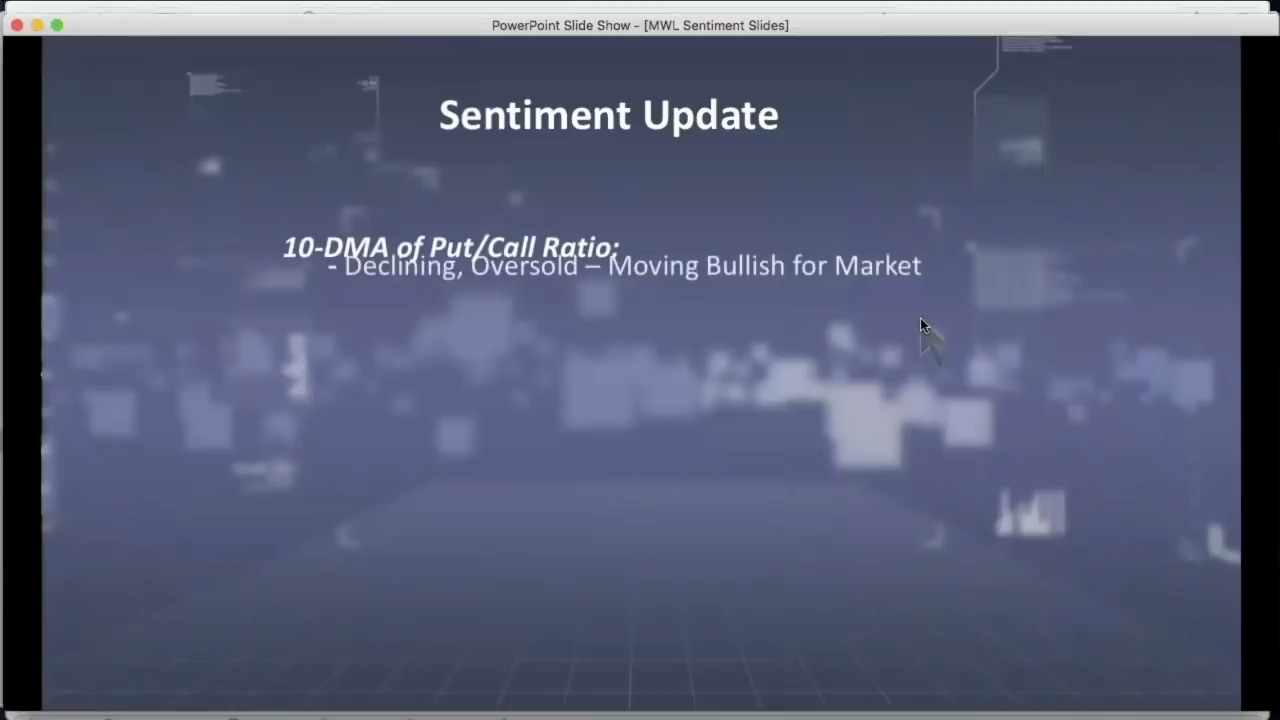 PowerPoint Slide Show - [MWL Sentiment Slides]
Sentiment Update
10-DMA of Put/Call Ratio;
- Declining, Oversold – Moving Bullish for Market